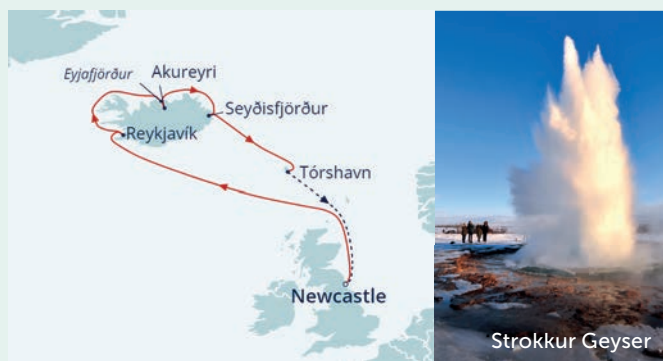 Eyjafjörður
Akureyri
Seyðisfjörður
Reykjavík
Tórshavn
Newcastle
Strokkur Geyser